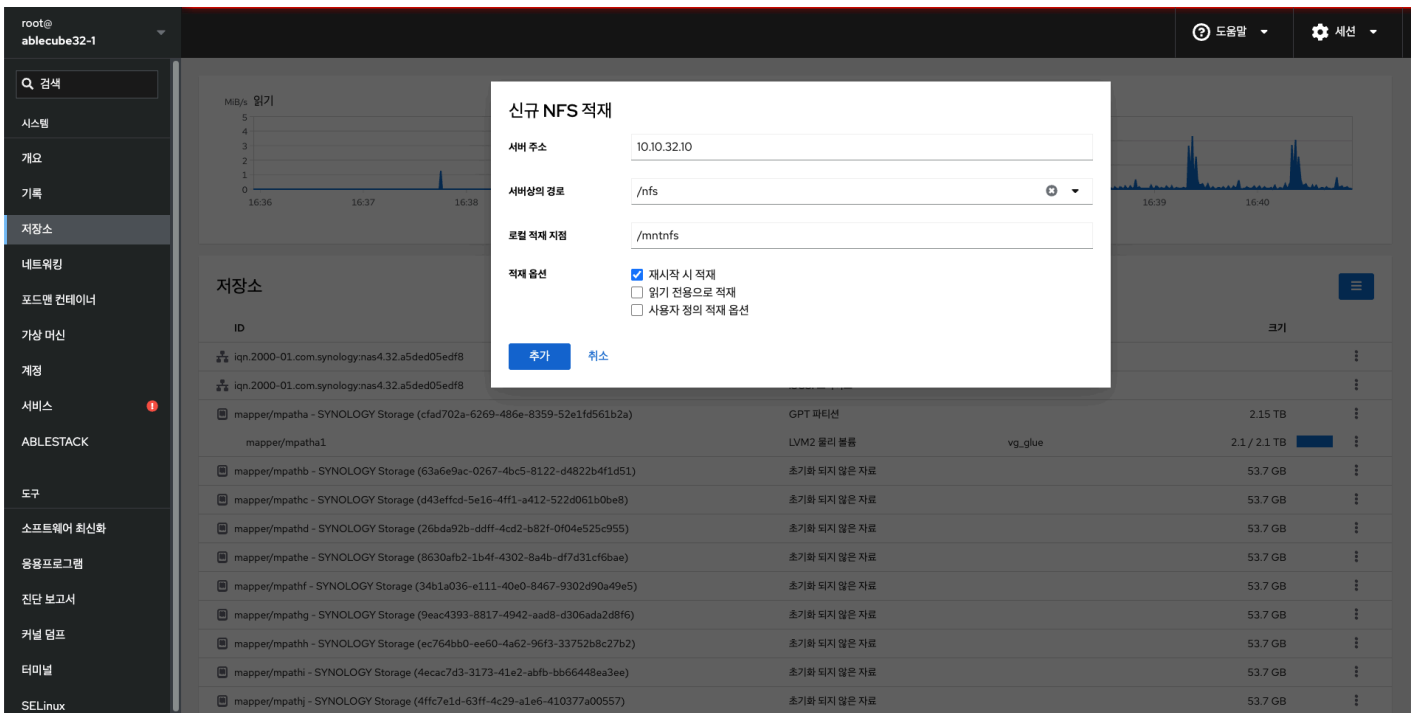 root@
ablecube32-1
도움말
세션
검색
시스템
개요
기록
저장소
네트워킹
포드맨 컨테이너
가상 머신
계정
서비스
ABLESTACK
도구
소프트웨어 최신화
응용프로그램
진단 보고서
커널 덤프
터미널
SELinux
MiB/s 읽기
5
4
3
2
1
0
16:36 16:37 16:38 16:39 16:40
신규 NFS 적재
서버 주소 10.10.32.10
서버상의 경로 /nfs
로컬 적재 지점 /mntnfs
적재 옵션 재시작 시 적재
읽기 전용으로 적재
사용자 정의 적재 옵션
추가 취소
저장소
ID 크기
iqn.2000-01.com.synology:nas4.32.a5ded05edf8
iqn.2000-01.com.synology:nas4.32.a5ded05edf8
mapper/mpatha - SYNOLOGY Storage (cfad702a-6269-486e-8359-52e1fd561b2a) GPT 파티션 2.15 TB
mapper/mpatha1 LVM2 물리 볼륨 vg_glue 2.1 / 2.1 TB
mapper/mpathb - SYNOLOGY Storage (63a6e9ac-0267-4bc5-8122-d4822b4f1d51) 초기화 되지 않은 자료 53.7 GB
mapper/mpathc - SYNOLOGY Storage (d43effcd-5e16-4ff1-a412-522d061b0be8) 초기화 되지 않은 자료 53.7 GB
mapper/mpathd - SYNOLOGY Storage (26bda92b-ddff-4cd2-b82f-0f04e525c955) 초기화 되지 않은 자료 53.7 GB
mapper/mpathe - SYNOLOGY Storage (8630afb2-1b4f-4302-8a4b-df7d31cf6bae) 초기화 되지 않은 자료 53.7 GB
mapper/mpathf - SYNOLOGY Storage (34b1a036-e111-40e0-8467-9302d90a49e5) 초기화 되지 않은 자료 53.7 GB
mapper/mpathg - SYNOLOGY Storage (9eac4393-8817-4942-aad8-d306ada2d8f6) 초기화 되지 않은 자료 53.7 GB
mapper/mpathh - SYNOLOGY Storage (ec764bb0-ee60-4a62-96f3-33752b8c27b2) 초기화 되지 않은 자료 53.7 GB
mapper/mpathi - SYNOLOGY Storage (4ecac7d3-3173-41e2-abfb-bb66448ea3ee) 초기화 되지 않은 자료 53.7 GB
mapper/mpathj - SYNOLOGY Storage (4ffc7e1d-63ff-4c29-a1e6-410377a00557) 초기화 되지 않은 자료 53.7 GB